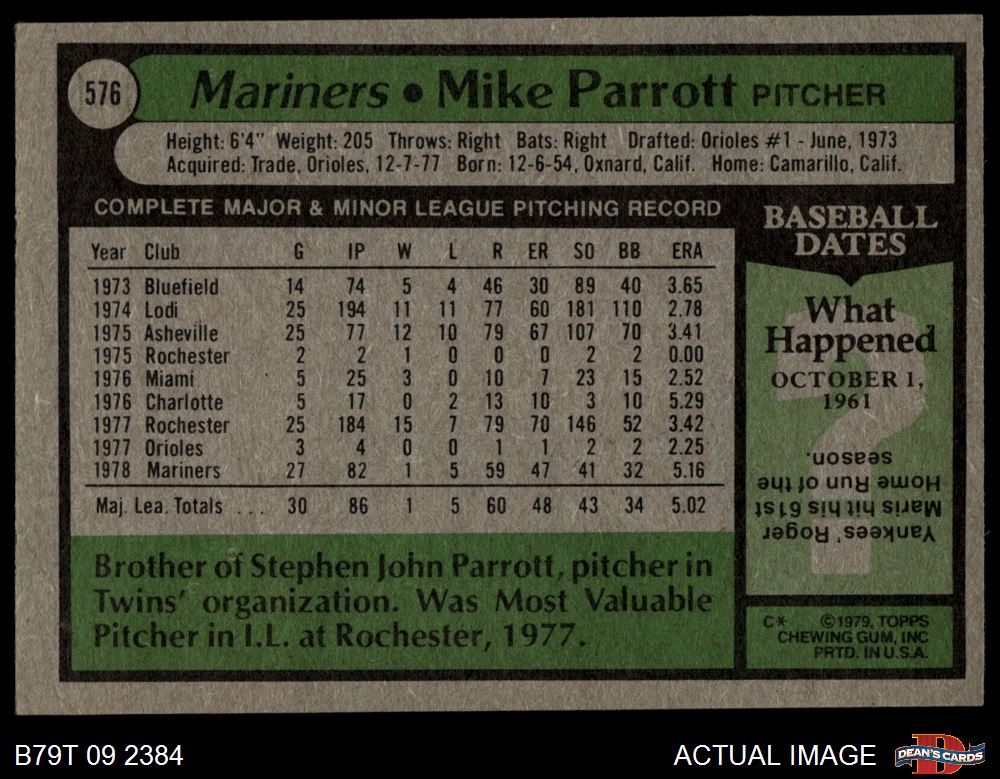 576
Mariners • Mike Parrott PITCHER
Height: 6'4" Weight: 205 Throws: Right Bats: Right Drafted: Orioles #1 - June, 1973
Acquired: Trade, Orioles, 12-7-77 Born: 12-6-54, Oxnard, Calif. Home: Camarillo, Calif.
COMPLETE MAJOR & MINOR LEAGUE PITCHING RECORD
Year Club G IP W L R ER SO BB ERA
1973 Bluefield 14 74 5 4 46 30 89 40 3.65
1974 Lodi 25 194 11 11 77 60 181 110 2.78
1975 Asheville 25 77 12 10 79 67 107 70 3.41
1975 Rochester 2 2 1 0 0 0 2 2 0.00
1976 Miami 5 25 3 0 10 7 23 15 2.52
1976 Charlotte 5 17 0 2 13 10 3 10 5.29
1977 Rochester 25 184 15 7 79 70 146 52 3.42
1977 Orioles 3 4 0 0 1 1 2 2 2.25
1978 Mariners 27 82 1 5 59 47 41 32 5.16
Maj. Lea. Totals . . . 30 86 1 5 60 48 43 34 5.02
Brother of Stephen John Parrott, pitcher in
Twins' organization. Was Most Valuable
Pitcher in I.L. at Rochester, 1977.
BASEBALL
DATES
What
Happened
OCTOBER 1,
1961
?
Yankees' Roger
Maris hit his 61st
Home Run of the
season.
C* ©1979, TOPPS
CHEWING GUM, INC
PRTD. IN U.S.A.
B79T 09 2384
ACTUAL IMAGE
DEAN'S CARDS